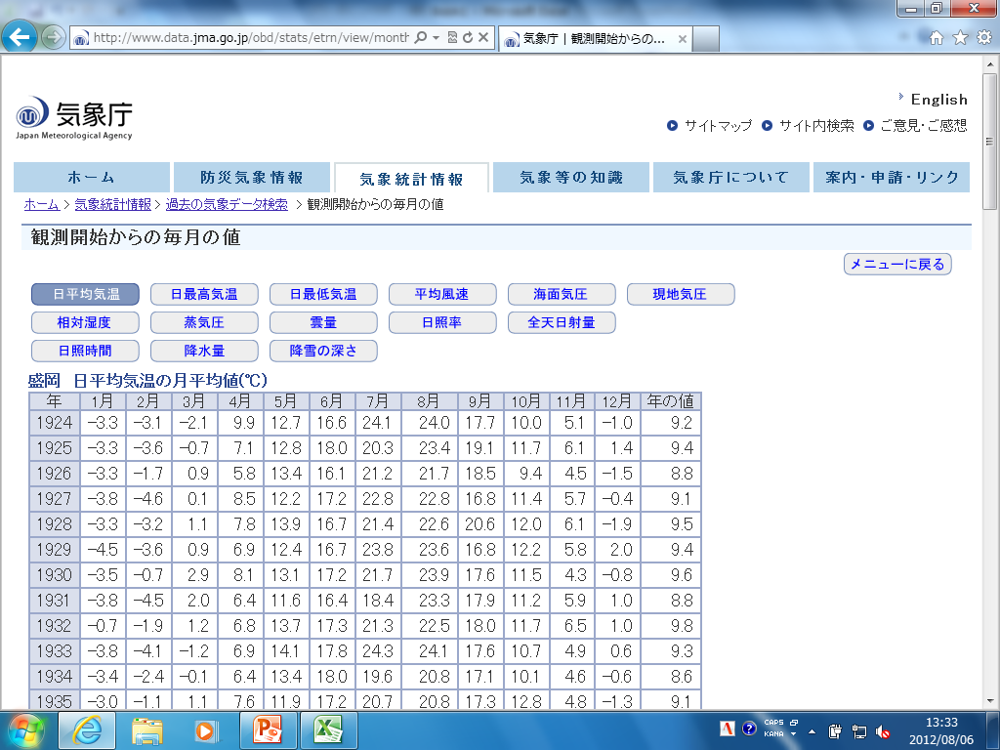 http://www.data.jma.go.jp/obd/stats/etrn/view/month
気象庁 | 観測開始からの...
気象庁
Japan Meteorological Agency
English
サイトマップ サイト内検索 ご意見・ご感想
ホーム 防災気象情報 気象統計情報 気象等の知識 気象庁について 案内・申請・リンク
ホーム > 気象統計情報 > 過去の気象データ検索 > 観測開始からの毎月の値
観測開始からの毎月の値
メニューに戻る
日平均気温 日最高気温 日最低気温 平均風速 海面気圧 現地気圧
相対湿度 蒸気圧 雲量 日照率 全天日射量
日照時間 降水量 降雪の深さ
盛岡 日平均気温の月平均値(℃)
年 1月 2月 3月 4月 5月 6月 7月 8月 9月 10月 11月 12月 年の値
1924 -3.3 -3.1 -2.1 9.9 12.7 16.6 24.1 24.0 17.7 10.0 5.1 -1.0 9.2
1925 -3.3 -3.6 -0.7 7.1 12.8 18.0 20.3 23.4 19.1 11.7 6.1 1.4 9.4
1926 -3.3 -1.7 0.9 5.8 13.4 16.1 21.2 21.7 18.5 9.4 4.5 -1.5 8.8
1927 -3.8 -4.6 0.1 8.5 12.2 17.2 22.8 22.8 16.8 11.4 5.7 -0.4 9.1
1928 -3.3 -3.2 1.1 7.8 13.9 16.7 21.4 22.6 20.6 12.0 6.1 -1.9 9.5
1929 -4.5 -3.6 0.9 6.9 12.4 16.7 23.8 23.6 16.8 12.2 5.8 2.0 9.4
1930 -3.5 -0.7 2.9 8.1 13.1 17.2 21.7 23.9 17.6 11.5 4.3 -0.8 9.6
1931 -3.8 -4.5 2.0 6.4 11.6 16.4 18.4 23.3 17.9 11.2 5.9 1.0 8.8
1932 -0.7 -1.9 1.2 6.8 13.7 17.3 21.3 22.5 18.0 11.7 6.5 1.0 9.8
1933 -3.8 -4.1 -1.2 6.9 14.1 17.8 24.3 24.1 17.6 10.7 4.9 0.6 9.3
1934 -3.4 -2.4 -0.1 6.4 13.4 18.0 19.6 20.8 17.1 10.1 4.6 -0.6 8.6
1935 -3.0 -1.1 1.1 7.6 11.9 17.2 20.7 20.8 17.3 12.8 4.8 -1.3 9.1
A CAPS
KANA
13:33
2012/08/06